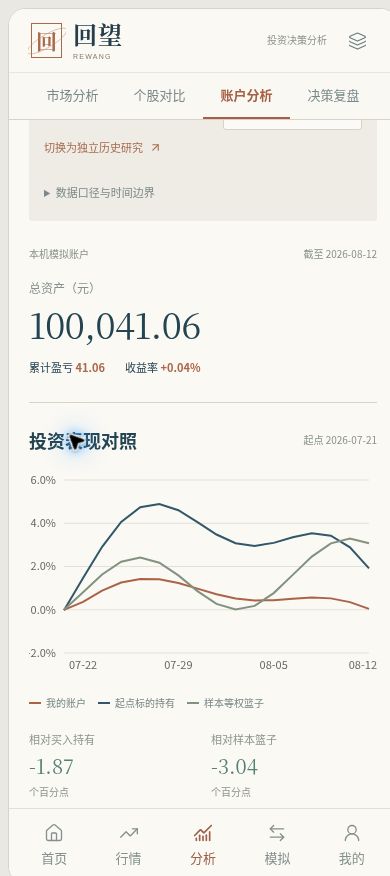 回
回望
REWANG
投资决策分析
市场分析
个股对比
账户分析
决策复盘
切换为独立历史研究
数据口径与时间边界
本机模拟账户
截至 2026-08-12
总资产（元）
100,041.06
累计盈亏 41.06 收益率 +0.04%
投资表现对照
起点 2026-07-21
6.0%
4.0%
2.0%
0.0%
-2.0%
07-22
07-29
08-05
08-12
我的账户
起点标的持有
样本等权篮子
相对买入持有
相对样本篮子
-1.87
-3.04
个百分点
个百分点
首页
行情
分析
模拟
我的